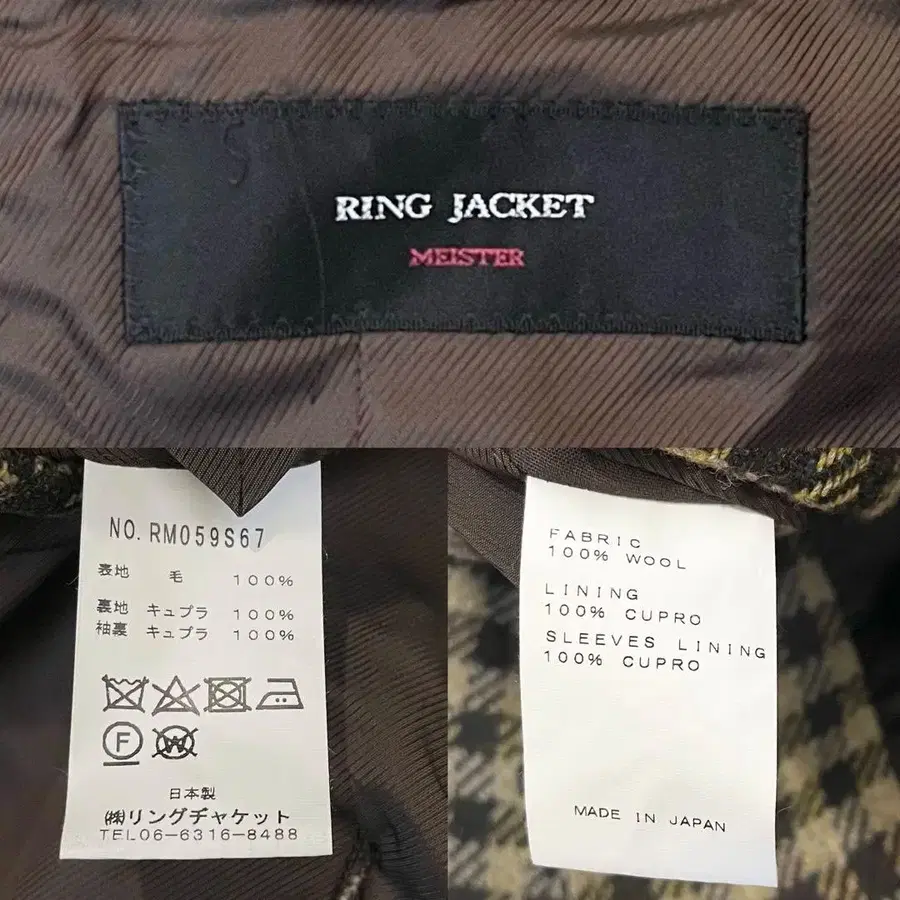 RING JACKET
MEISTER
NO. RM059S67
表地 毛 100%
裏地 キュプラ 100%
袖裏 キュプラ 100%
F
W
日本製
㈱リングヂャケット
TEL06-6316-8488
FABRIC
100% WOOL
LINING
100% CUPRO
SLEEVES LINING
100% CUPRO
MADE IN JAPAN